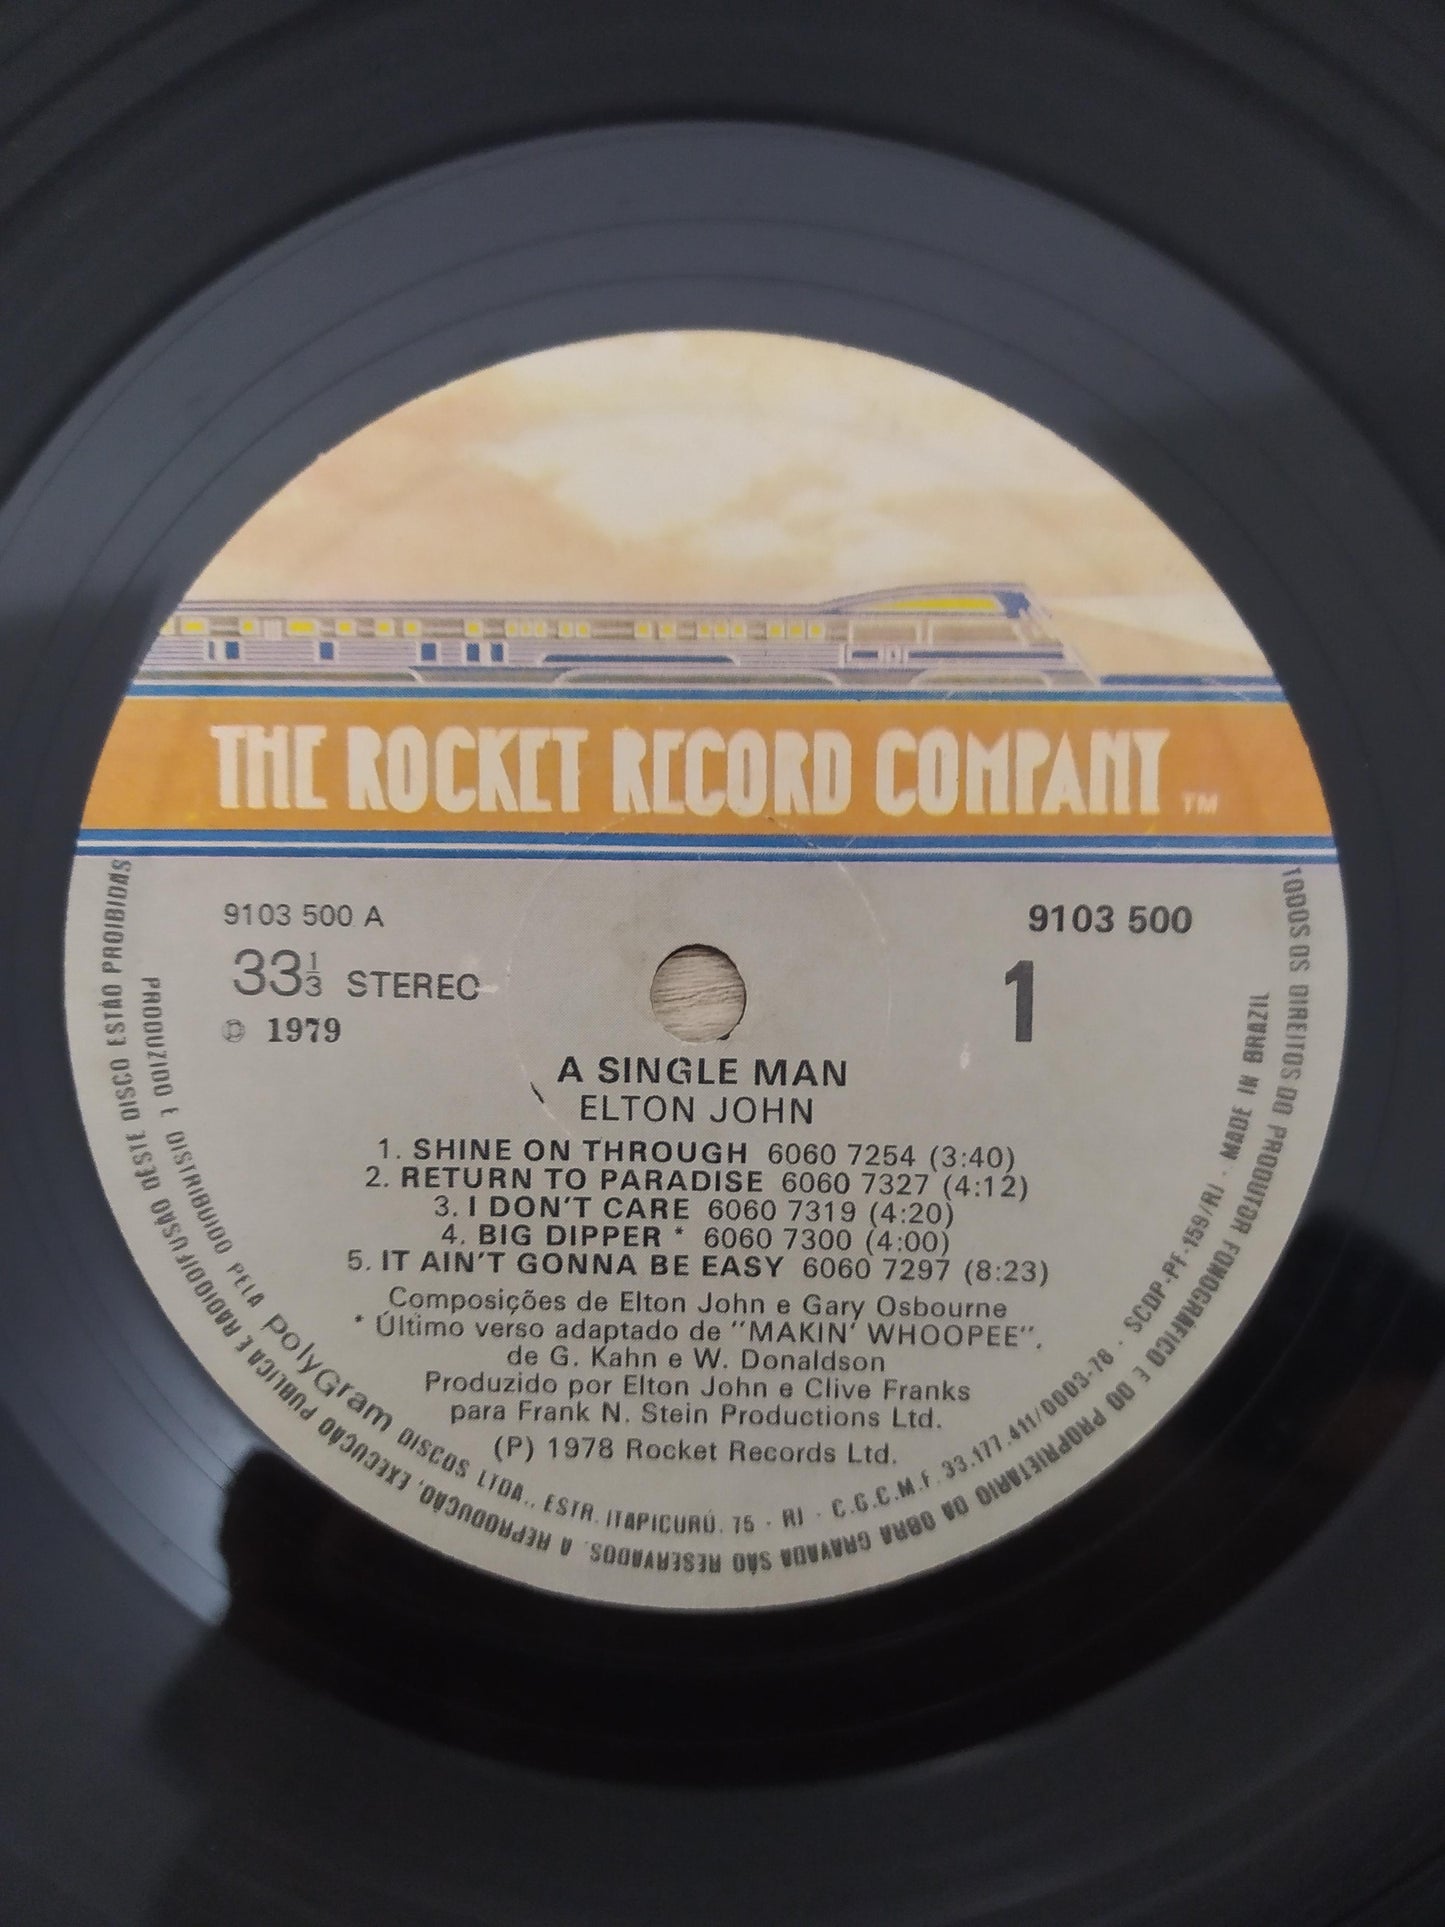 THE ROCKET RECORD COMPANY TM
9103 500 A
9103 500
33⅓ STEREO
1
℗ 1979
A SINGLE MAN
ELTON JOHN
1. SHINE ON THROUGH 6060 7254 (3:40)
2. RETURN TO PARADISE 6060 7327 (4:12)
3. I DON'T CARE 6060 7319 (4:20)
4. BIG DIPPER * 6060 7300 (4:00)
5. IT AIN'T GONNA BE EASY 6060 7297 (8:23)
Composições de Elton John e Gary Osbourne
* Último verso adaptado de "MAKIN' WHOOPEE".
de G. Kahn e W. Donaldson
Produzido por Elton John e Clive Franks
para Frank N. Stein Productions Ltd.
(P) 1978 Rocket Records Ltd.
PRODUZIDO E DISTRIBUIDO PELA polyGram DISCOS LTDA., ESTR. ITAPICURÚ, 75 - RJ - C.G.C.M.F. 33.177.411/0003-78 - SCDP-PF-159/RJ - MADE IN BRAZIL
TODOS OS DIREITOS DO PRODUTOR FONOGRÁFICO E DO PROPRIETARIO DA OBRA GRAVADA SÃO RESERVADOS. A REPRODUÇÃO, EXECUÇÃO PUBLICA E RADIODIFUSÃO DESTE DISCO ESTÃO PROIBIDAS